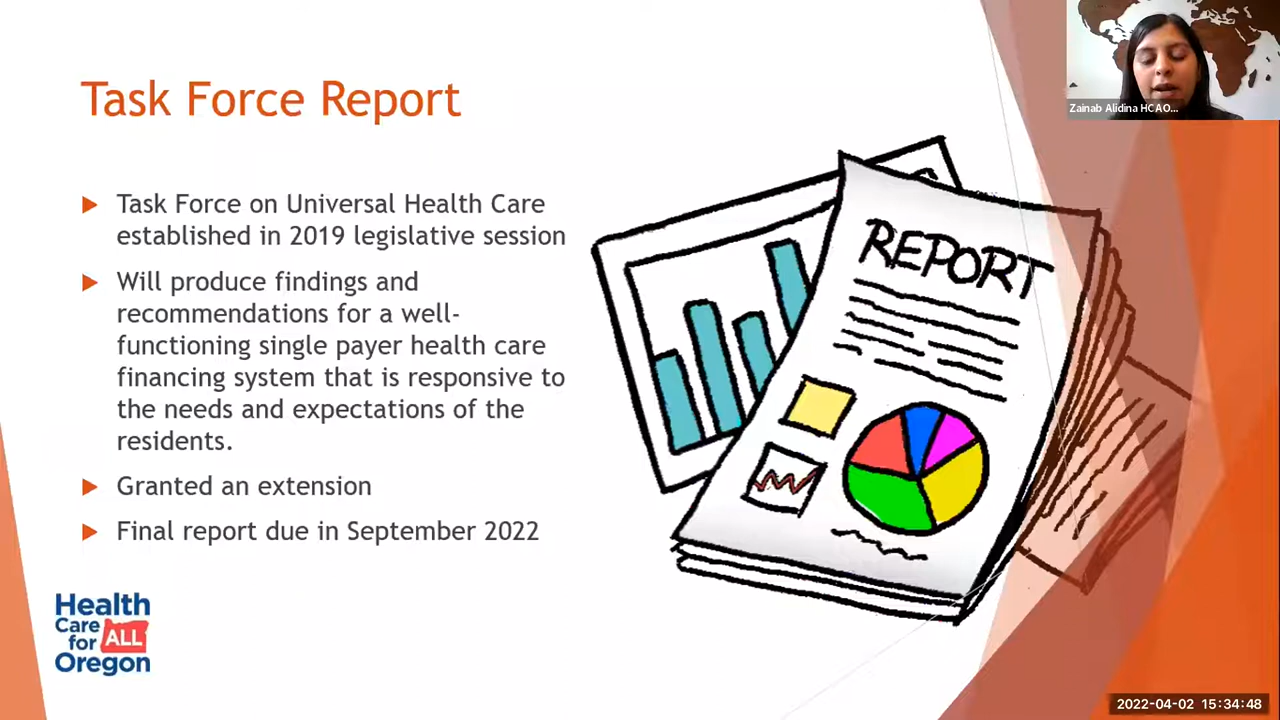 Task Force Report
Zainab Alidina HCAO...
Task Force on Universal Health Care
established in 2019 legislative session
Will produce findings and
recommendations for a well-
functioning single payer health care
financing system that is responsive to
the needs and expectations of the
residents.
Granted an extension
Final report due in September 2022
REPORT
Health
Care
for ALL
Oregon
2022-04-02 15:34:48